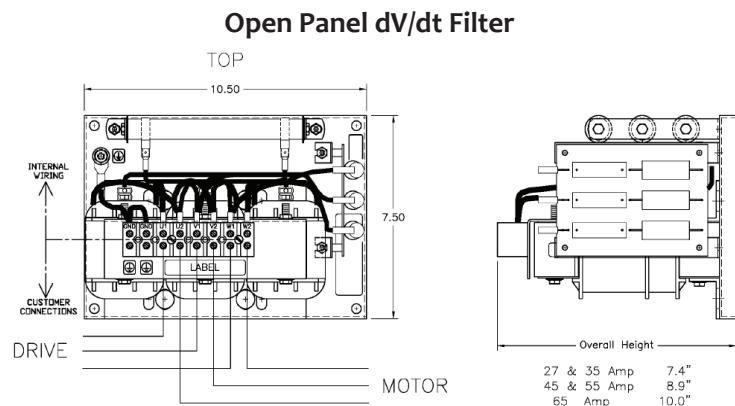 Open Panel dV/dt Filter
TOP
10.50
INTERNAL
WIRING
7.50
GND GND U1 U2 V1 V2 W1 W2
LABEL
CUSTOMER
CONNECTIONS
DRIVE
MOTOR
Overall Height
27 & 35 Amp 7.4"
45 & 55 Amp 8.9"
65 Amp 10.0"